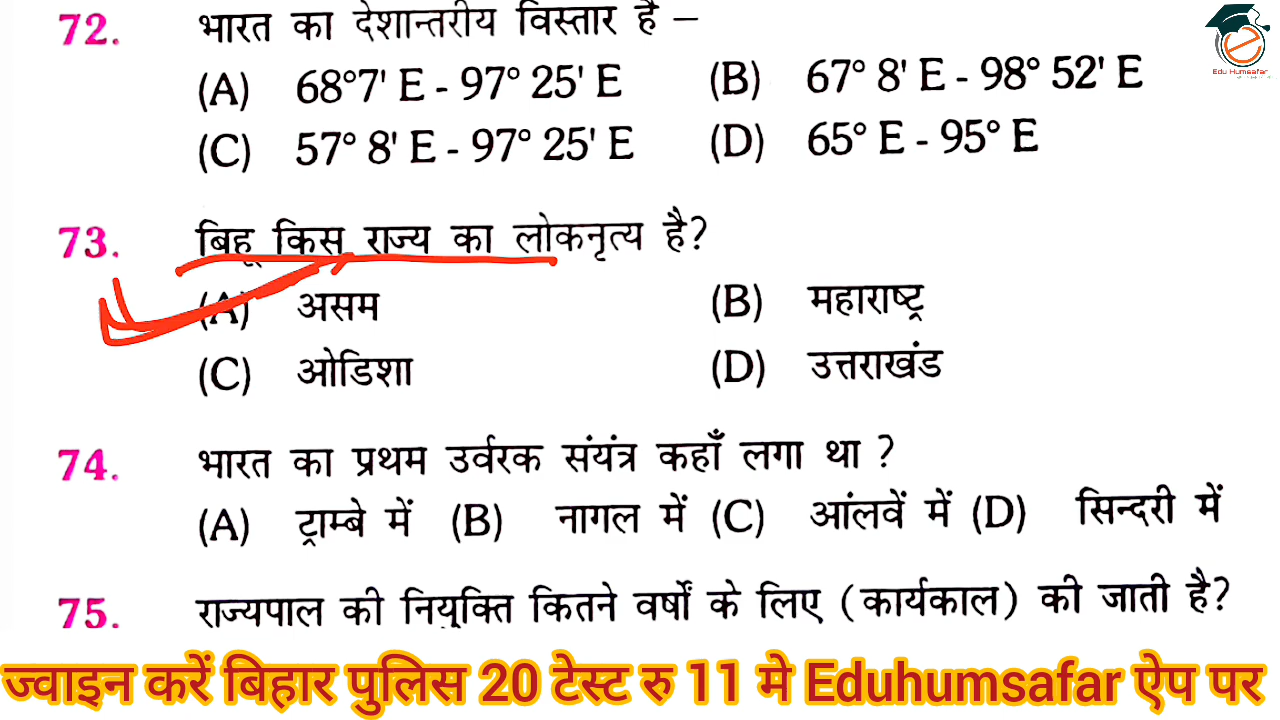 72. भारत का देशान्तरीय विस्तार है –
(A) 68°7' E - 97° 25' E (B) 67° 8' E - 98° 52' E
(C) 57° 8' E - 97° 25' E (D) 65° E - 95° E
Edu Humsafar
73. बिहू किस राज्य का लोकनृत्य है?
(A) असम (B) महाराष्ट्र
(C) ओडिशा (D) उत्तराखंड
74. भारत का प्रथम उर्वरक संयंत्र कहाँ लगा था ?
(A) ट्राम्बे में (B) नागल में (C) आंलवें में (D) सिन्दरी में
75. राज्यपाल की नियुक्ति कितने वर्षों के लिए (कार्यकाल) की जाती है?
ज्वाइन करें बिहार पुलिस 20 टेस्ट रु 11 मे Eduhumsafar ऐप पर